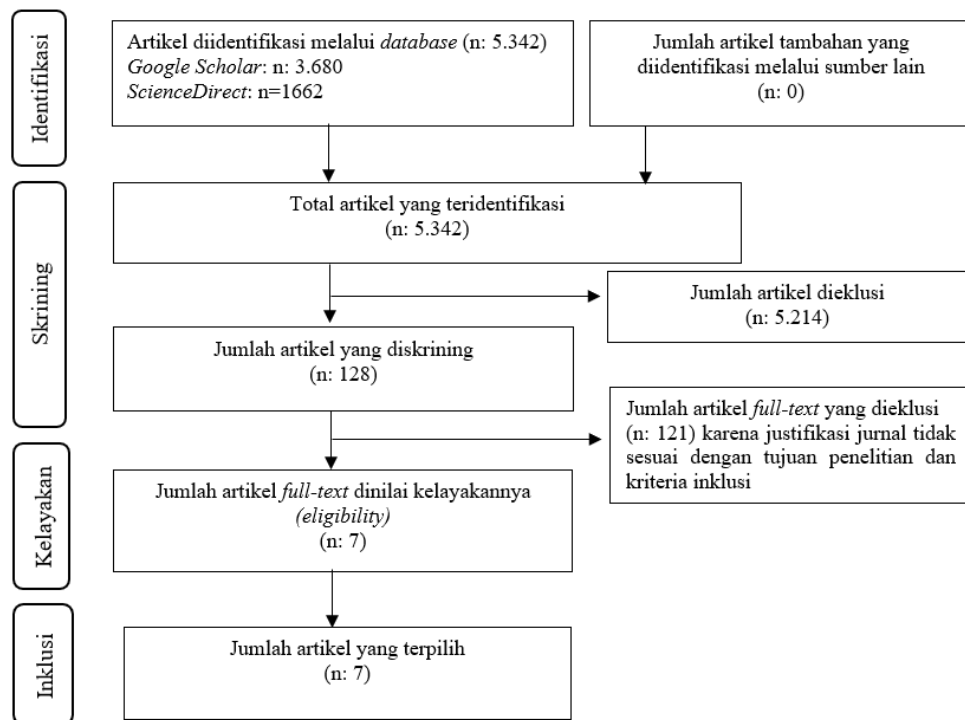 Identifikasi
Artikel diidentifikasi melalui database (n: 5.342)
Google Scholar: n: 3.680
ScienceDirect: n=1662
Jumlah artikel tambahan yang
diidentifikasi melalui sumber lain
(n: 0)
Skrining
Total artikel yang teridentifikasi
(n: 5.342)
Jumlah artikel dieklusi
(n: 5.214)
Jumlah artikel yang diskrining
(n: 128)
Jumlah artikel full-text yang dieklusi
(n: 121) karena justifikasi jurnal tidak
sesuai dengan tujuan penelitian dan
kriteria inklusi
Kelayakan
Jumlah artikel full-text dinilai kelayakannya
(eligibility)
(n: 7)
Inklusi
Jumlah artikel yang terpilih
(n: 7)